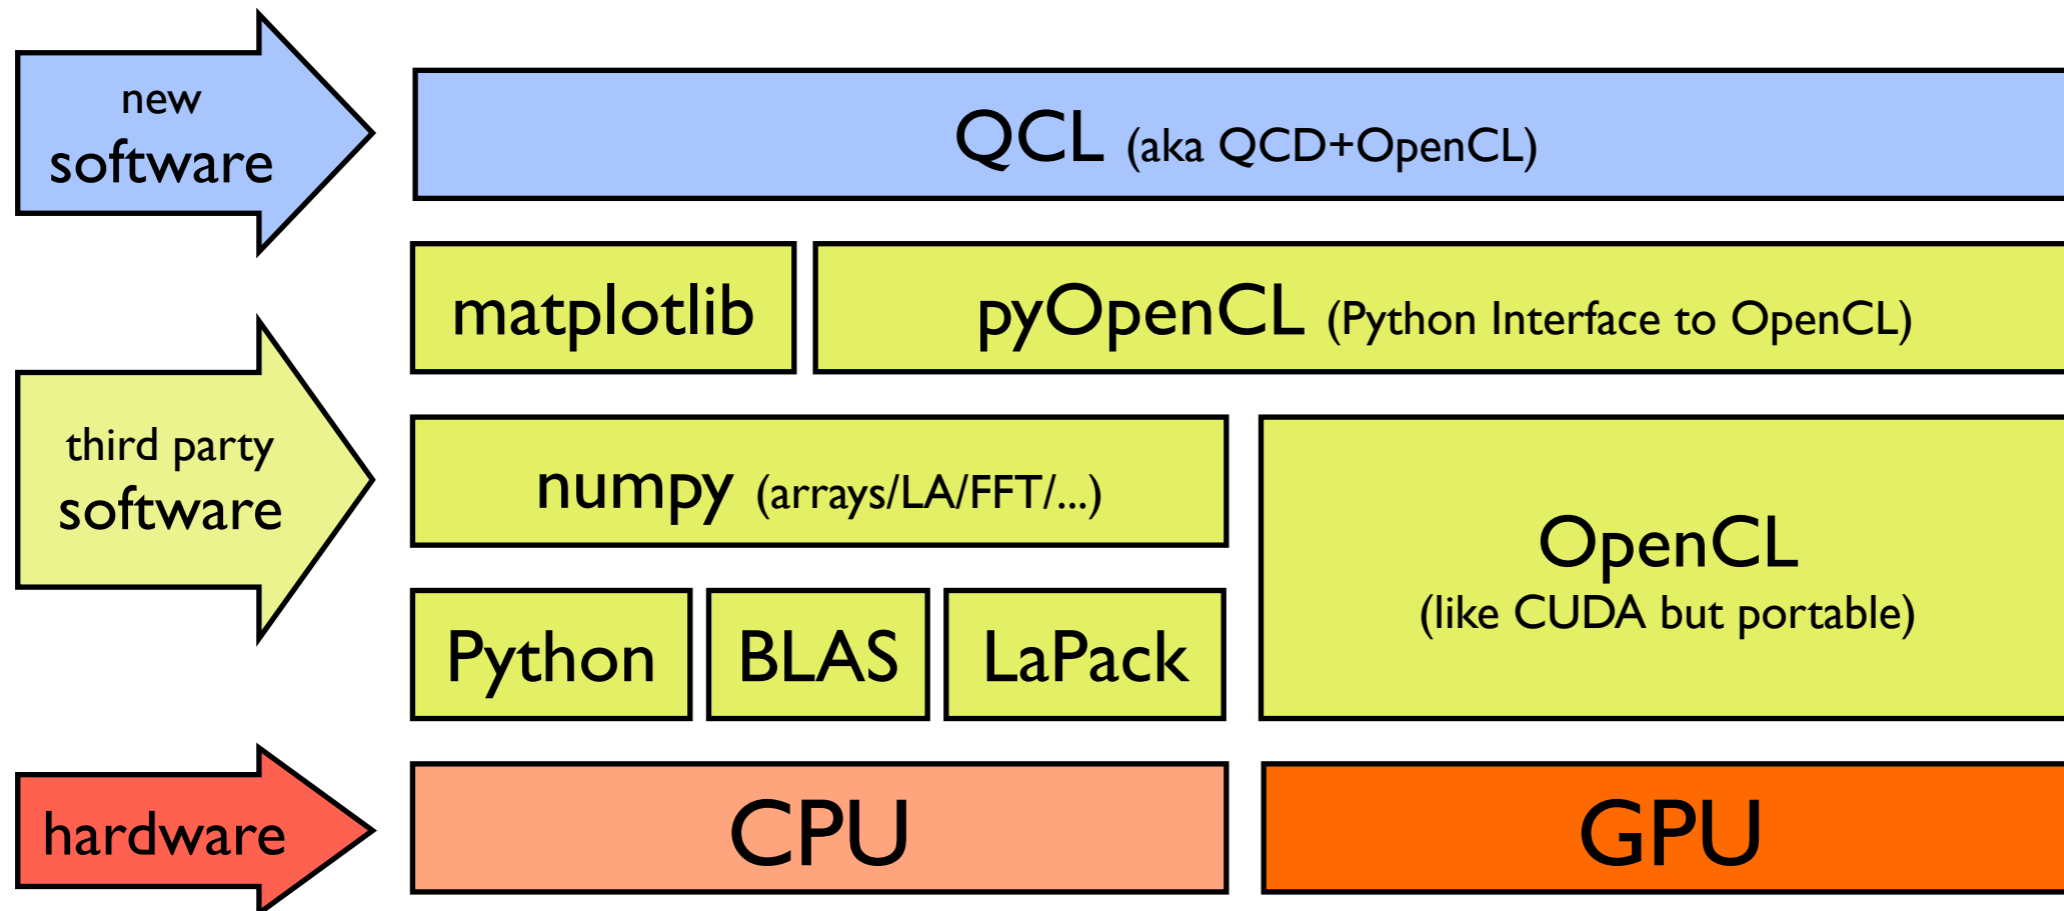 new
software
QCL (aka QCD+OpenCL)
matplotlib
pyOpenCL (Python Interface to OpenCL)
third party
software
numpy (arrays/LA/FFT/...)
OpenCL
(like CUDA but portable)
Python
BLAS
LaPack
hardware
CPU
GPU